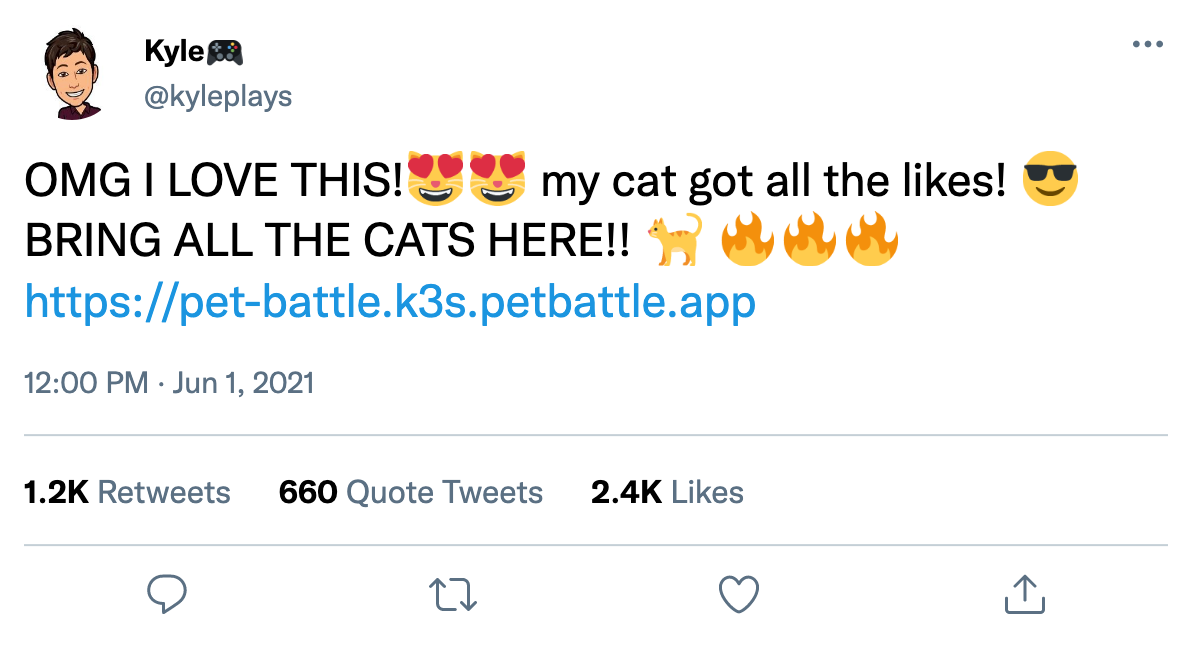 Kyle🎮
@kyleplays
OMG I LOVE THIS!😻😻 my cat got all the likes! 😎
BRING ALL THE CATS HERE!! 🐈 🔥🔥🔥
https://pet-battle.k3s.petbattle.app
12:00 PM · Jun 1, 2021
1.2K Retweets 660 Quote Tweets 2.4K Likes